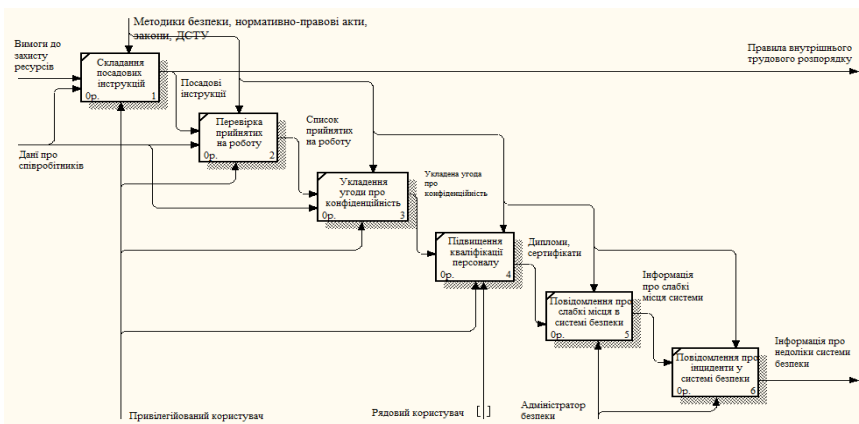 Методики безпеки, нормативно-правові акти,
закони, ДСТУ
Вимоги до
захисту
ресурсів
Складання
посадових
інструкцій
0р.
1
Правила внутрішнього
трудового розпорядку
Посадові
інструкції
Перевірка
прийнятих
на роботу
0р.
2
Список
прийнятих
на роботу
Дані про
співробітників
Укладення
угоди про
конфіденційність
0р.
3
Укладена угода
про
конфіденційність
Підвищення
кваліфікації
персоналу
0р.
4
Дипломи,
сертифікати
Повідомлення про
слабкі місця в
системі безпеки
0р.
5
Інформація
про слабкі
місця системи
Повідомлення про
інциденти у
системі безпеки
0р.
6
Інформація про
недоліки системи
безпеки
Привілегійований користувач
Рядовий користувач
[ ]
Адміністратор
безпеки